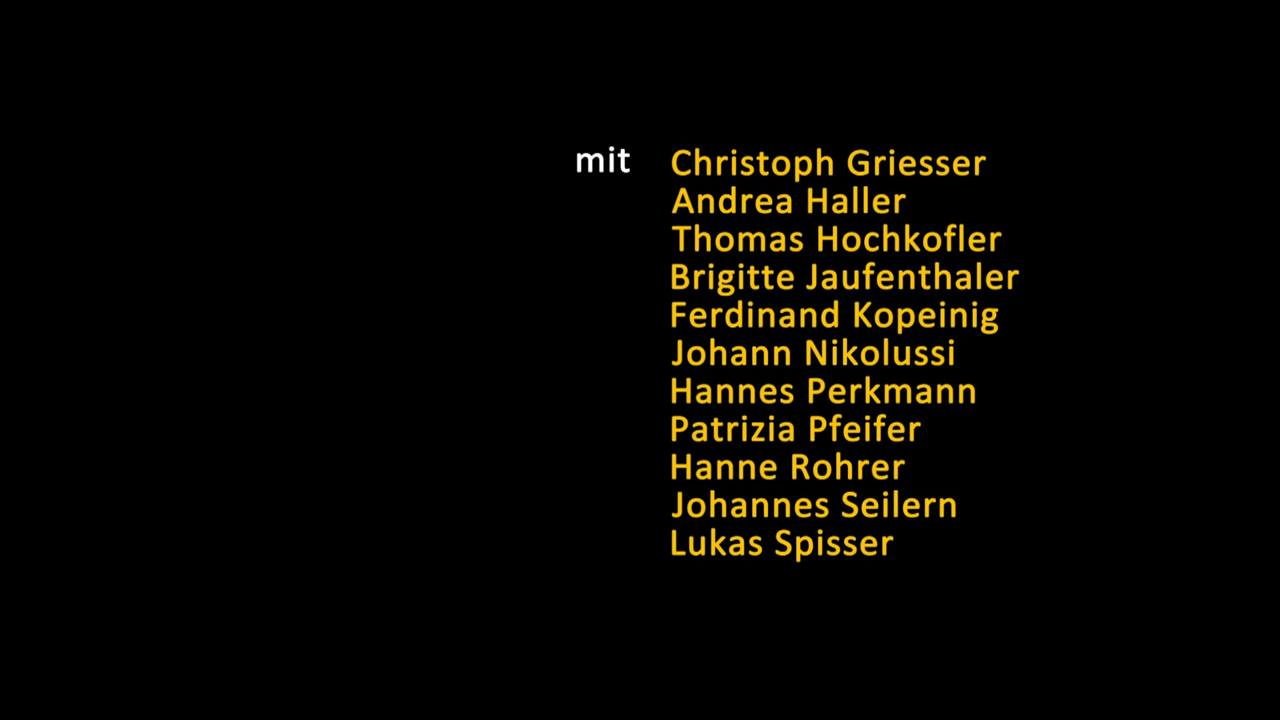 mit Christoph Griesser
Andrea Haller
Thomas Hochkofler
Brigitte Jaufenthaler
Ferdinand Kopeinig
Johann Nikolussi
Hannes Perkmann
Patrizia Pfeifer
Hanne Rohrer
Johannes Seilern
Lukas Spisser